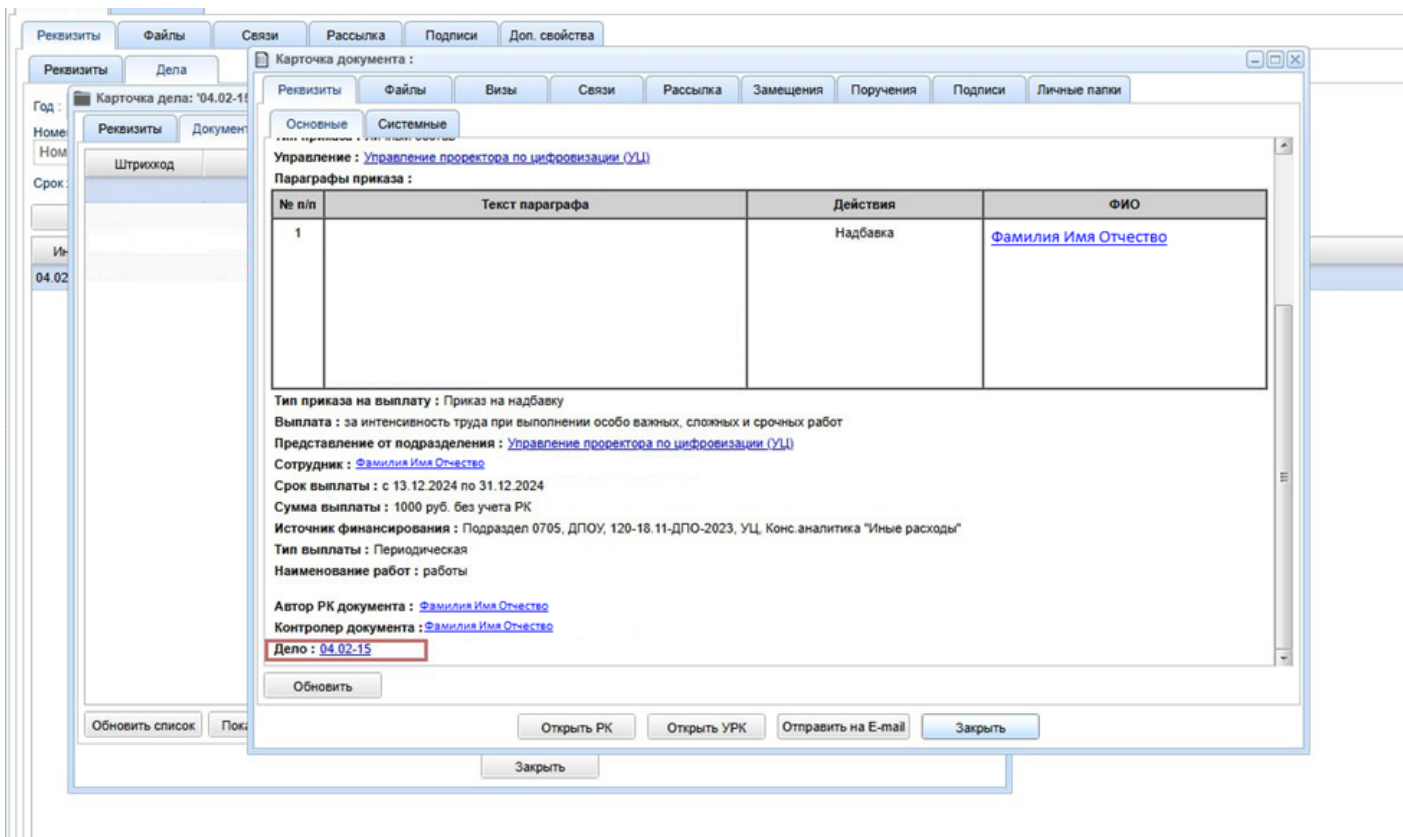 Реквизиты Файлы Связи Рассылка Подписи Доп. свойства
Реквизиты Дела
Год :
Срок :
04.02
Карточка дела: '04.02-15
Реквизиты
Штрихкод
Обновить список
Закрыть
Карточка документа :
Реквизиты Файлы Визы Связи Рассылка Замещения Поручения Подписи Личные папки
Основные Системные
Управление : Управление проректора по цифровизации (УЦ)
Параграфы приказа :
№ п/п Текст параграфа Действия ФИО
1 Надбавка Фамилия Имя Отчество
Тип приказа на выплату : Приказ на надбавку
Выплата : за интенсивность труда при выполнении особо важных, сложных и срочных работ
Представление от подразделения : Управление проректора по цифровизации (УЦ)
Сотрудник : Фамилия Имя Отчество
Срок выплаты : с 13.12.2024 по 31.12.2024
Сумма выплаты : 1000 руб. без учета РК
Источник финансирования : Подраздел 0705, ДПОУ, 120-18.11-ДПО-2023, УЦ, Конс.аналитика "Иные расходы"
Тип выплаты : Периодическая
Наименование работ : работы
Автор РК документа : Фамилия Имя Отчество
Контролер документа : Фамилия Имя Отчество
Дело : 04.02-15
Обновить
Открыть РК Открыть УРК Отправить на E-mail Закрыть